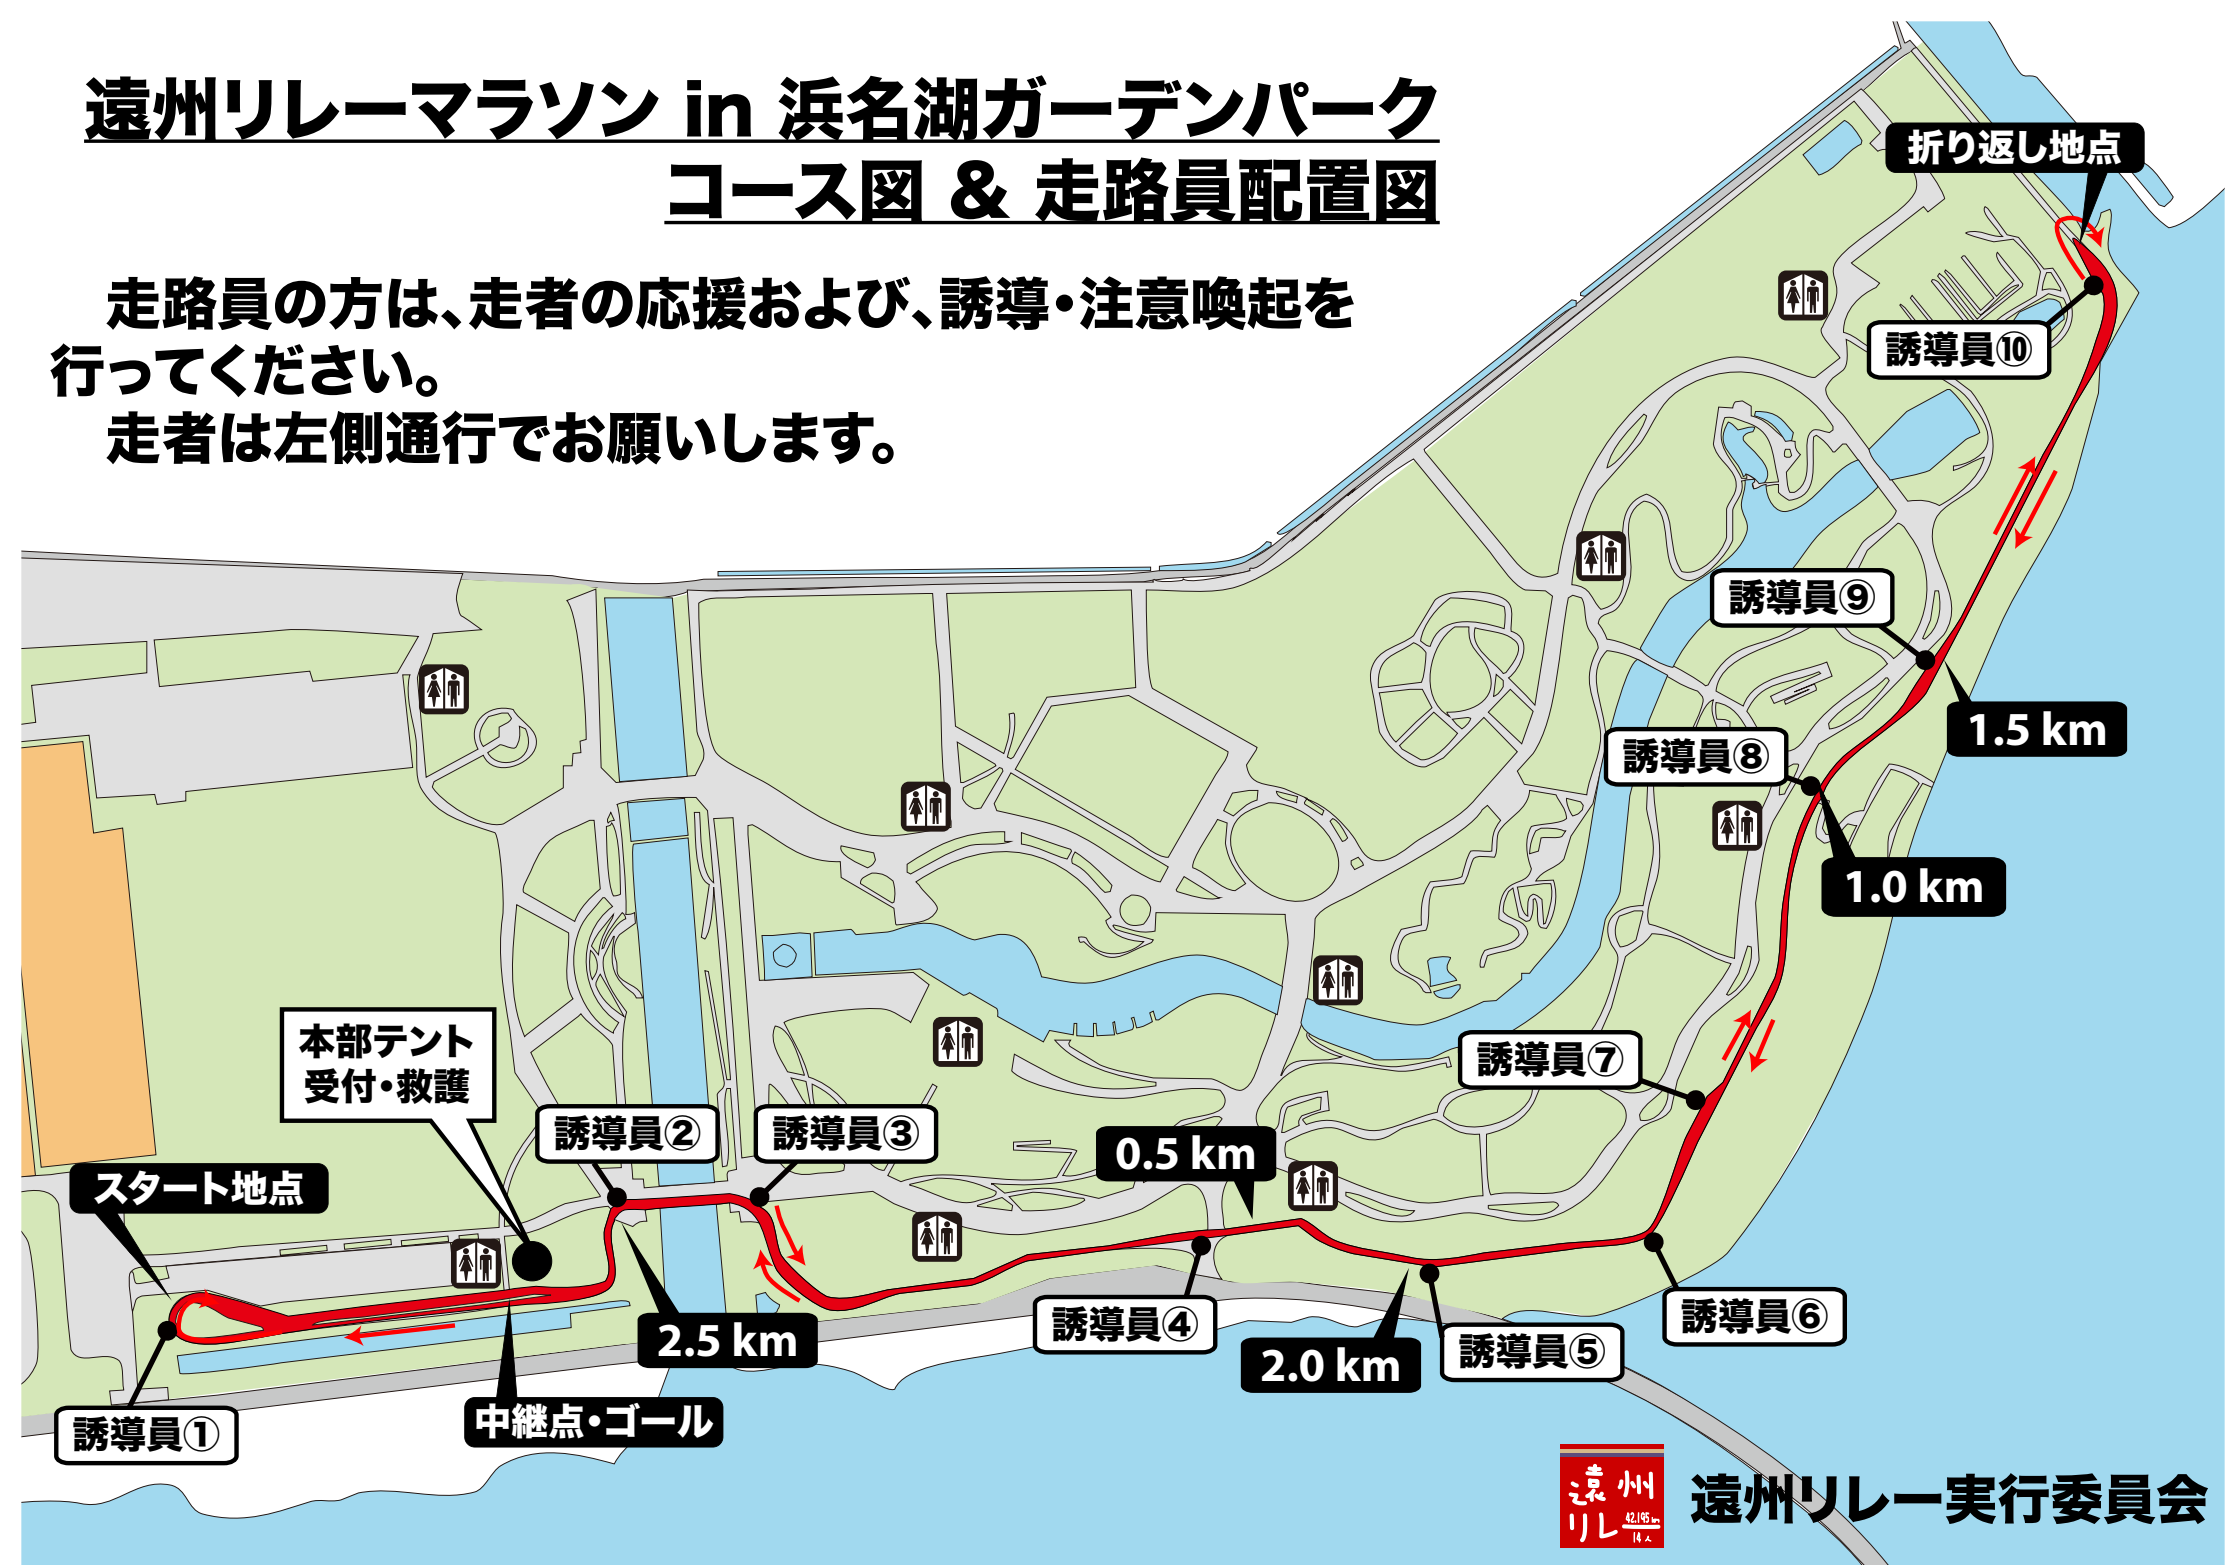 遠州リレーマラソン in 浜名湖ガーデンパーク
コース図 & 走路員配置図
走路員の方は、走者の応援および、誘導・注意喚起を
行ってください。
走者は左側通行でお願いします。
折り返し地点
誘導員⑩
誘導員⑨
1.5 km
誘導員⑧
1.0 km
誘導員⑦
本部テント
受付・救護
誘導員②
誘導員③
0.5 km
スタート地点
誘導員④
誘導員⑥
2.5 km
2.0 km
誘導員⑤
中継点・ゴール
誘導員①
遠州
リレー
42.195km
14人
遠州リレー実行委員会